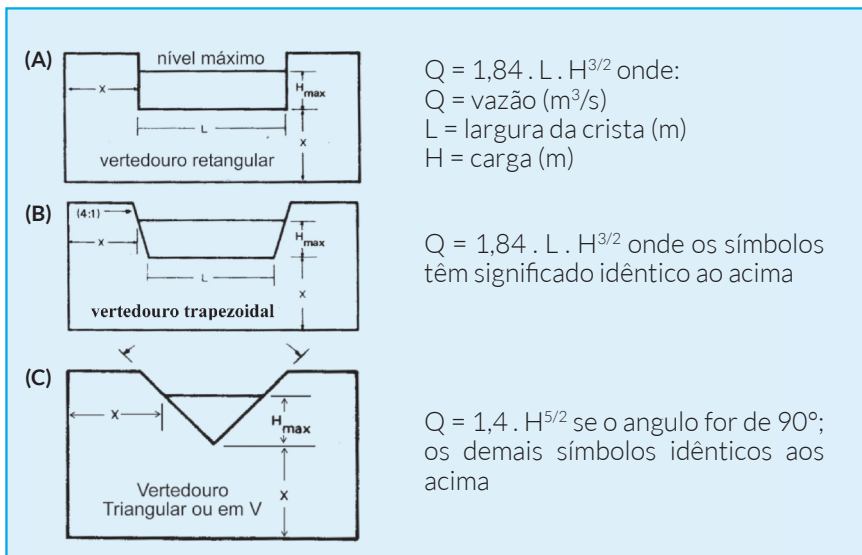 (A)
nível máximo
x
H max
L
x
vertedouro retangular
Q = 1,84 . L . H3/2 onde:
Q = vazão (m3/s)
L = largura da crista (m)
H = carga (m)
(B)
(4:1)
x
H max
L
x
vertedouro trapezoidal
Q = 1,84 . L . H3/2 onde os símbolos
têm significado idêntico ao acima
(C)
x
H max
x
Vertedouro
Triangular ou em V
Q = 1,4 . H5/2 se o angulo for de 90°;
os demais símbolos idênticos aos
acima